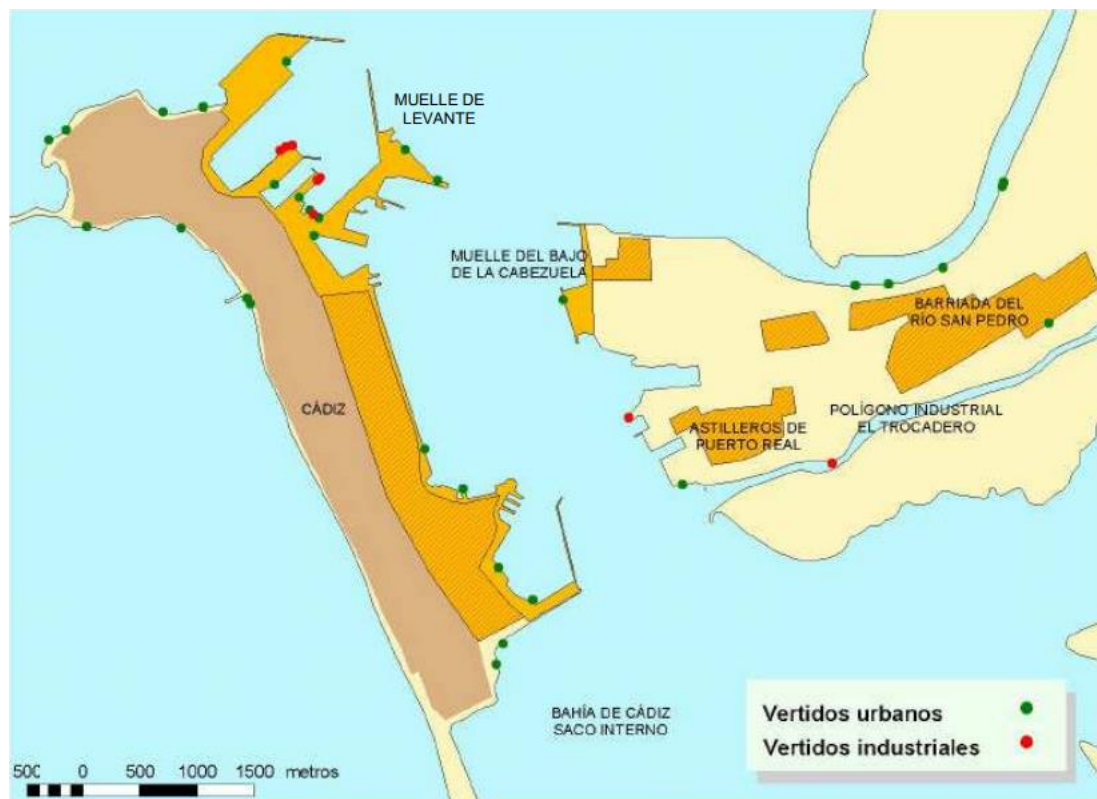 MUELLE DE
LEVANTE
MUELLE DEL BAJO
DE LA CABEZUELA
BARRIADA DEL
RÍO SAN PEDRO
CÁDIZ
ASTILLEROS DE
PUERTO REAL
POLÍGONO INDUSTRIAL
EL TROCADERO
BAHÍA DE CÁDIZ
SACO INTERNO
Vertidos urbanos
Vertidos industriales
500 0 500 1000 1500 metros